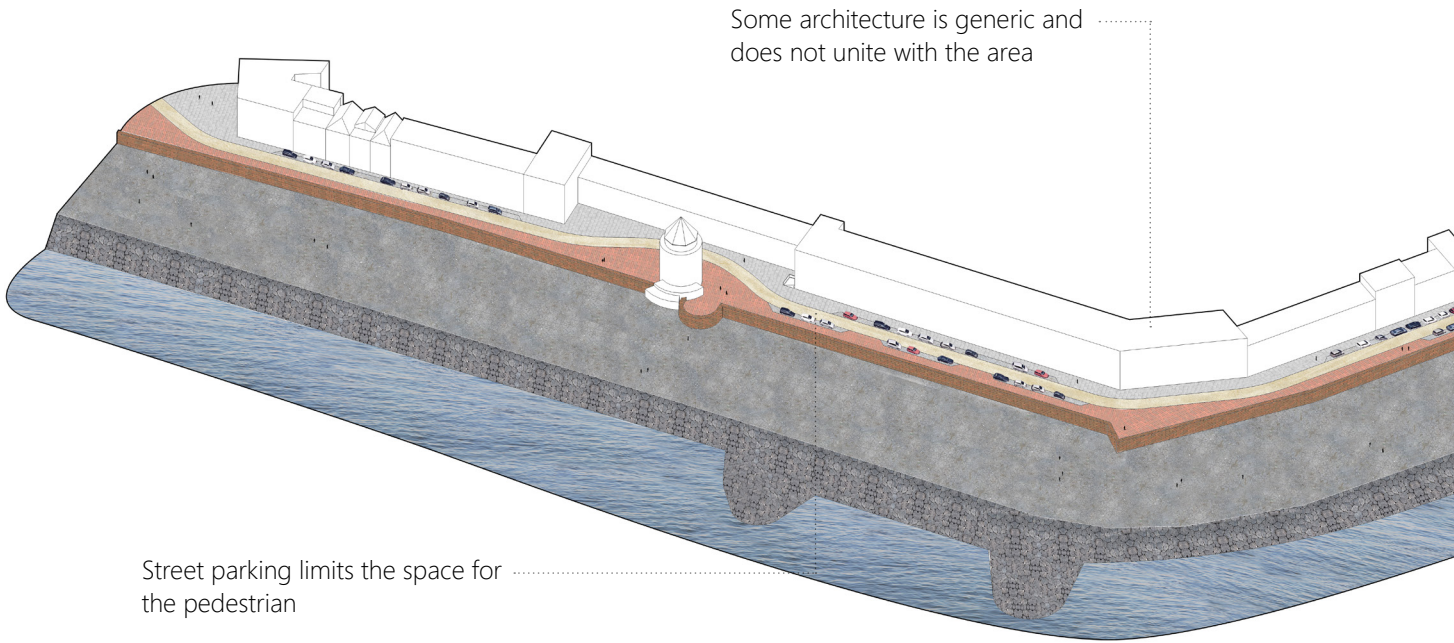 Some architecture is generic and
does not unite with the area
Street parking limits the space for
the pedestrian